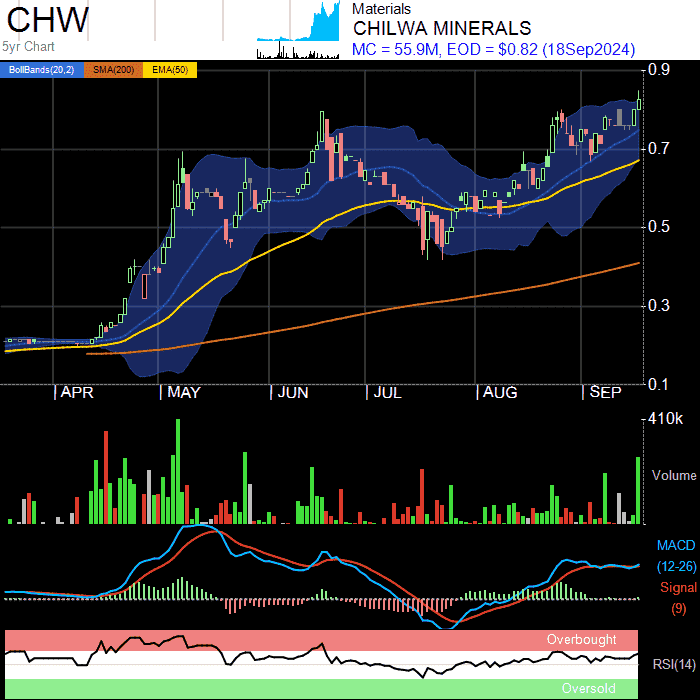 CHW
5yr Chart
Materials
CHILWA MINERALS
MC = 55.9M, EOD = $0.82 (18Sep2024)
BollBands(20,2) SMA(200) EMA(50)
0.9
0.7
0.5
0.3
0.1
APR MAY JUN JUL AUG SEP
410k
Volume
MACD
(12-26)
Signal
(9)
Overbought
RSI(14)
Oversold